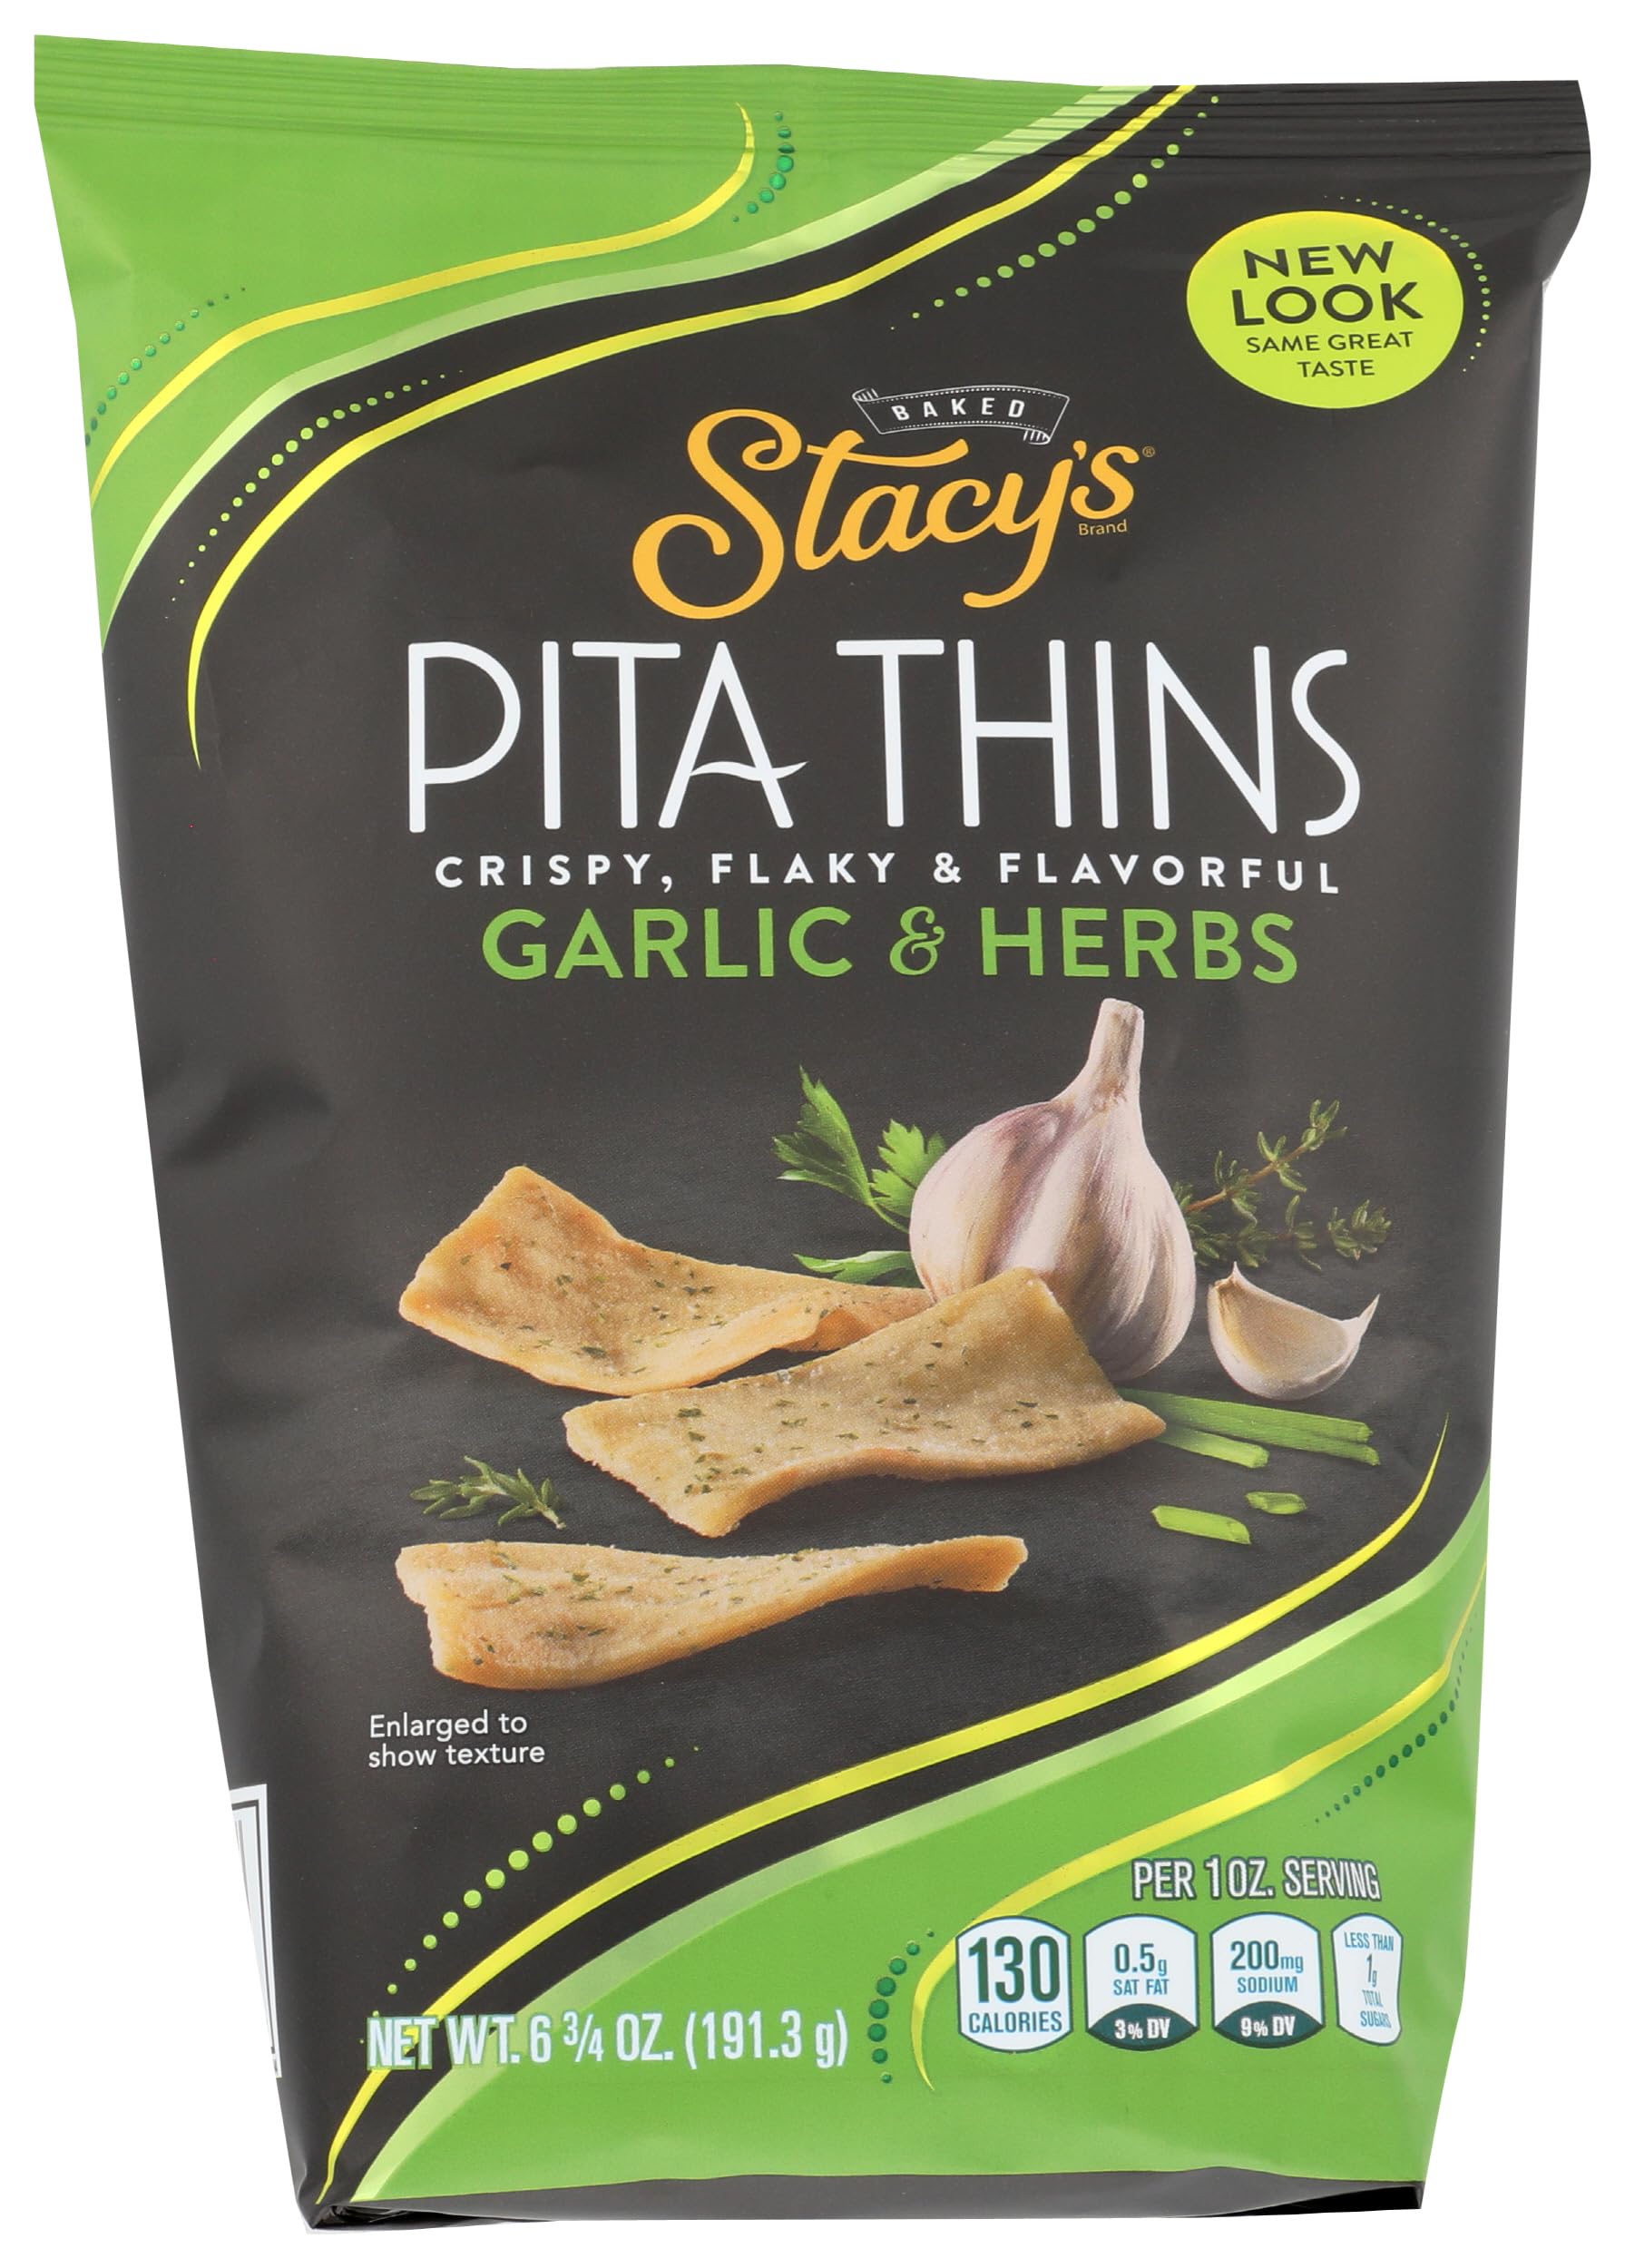 NEW
LOOK
SAME GREAT
TASTE
BAKED
Stacy's®
Brand
PITA THINS
CRISPY, FLAKY & FLAVORFUL
GARLIC & HERBS
Enlarged to
show texture
PER 1 OZ. SERVING
130
CALORIES
0.5g
SAT FAT
3% DV
200mg
SODIUM
9% DV
LESS THAN
1g
TOTAL
SUGARS
NET WT. 6 3/4 OZ. (191.3 g)